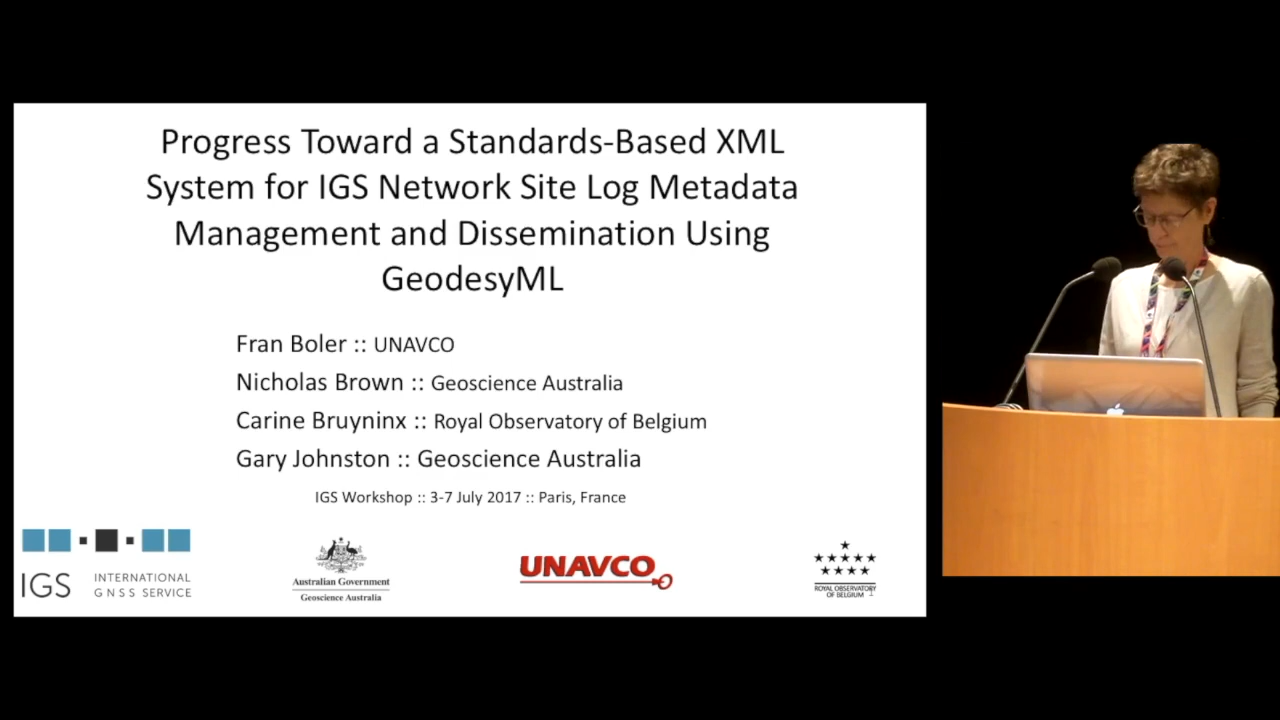 Progress Toward a Standards-Based XML
System for IGS Network Site Log Metadata
Management and Dissemination Using
GeodesyML
Fran Boler :: UNAVCO
Nicholas Brown :: Geoscience Australia
Carine Bruyninx :: Royal Observatory of Belgium
Gary Johnston :: Geoscience Australia
IGS Workshop :: 3-7 July 2017 :: Paris, France
IGS INTERNATIONAL
GNSS SERVICE
Australian Government
Geoscience Australia
UNAVCO
ROYAL OBSERVATORY
OF BELGIUM